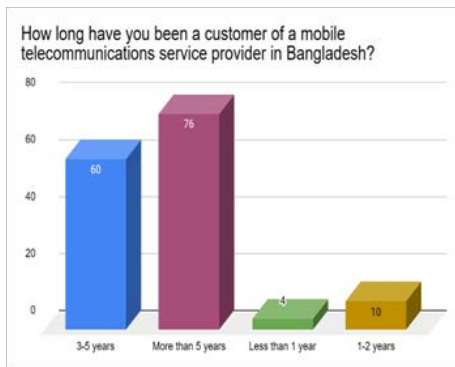 How long have you been a customer of a mobile
telecommunications service provider in Bangladesh?
80
60
40
20
0
60
76
4
10
3-5 years
More than 5 years
Less than 1 year
1-2 years